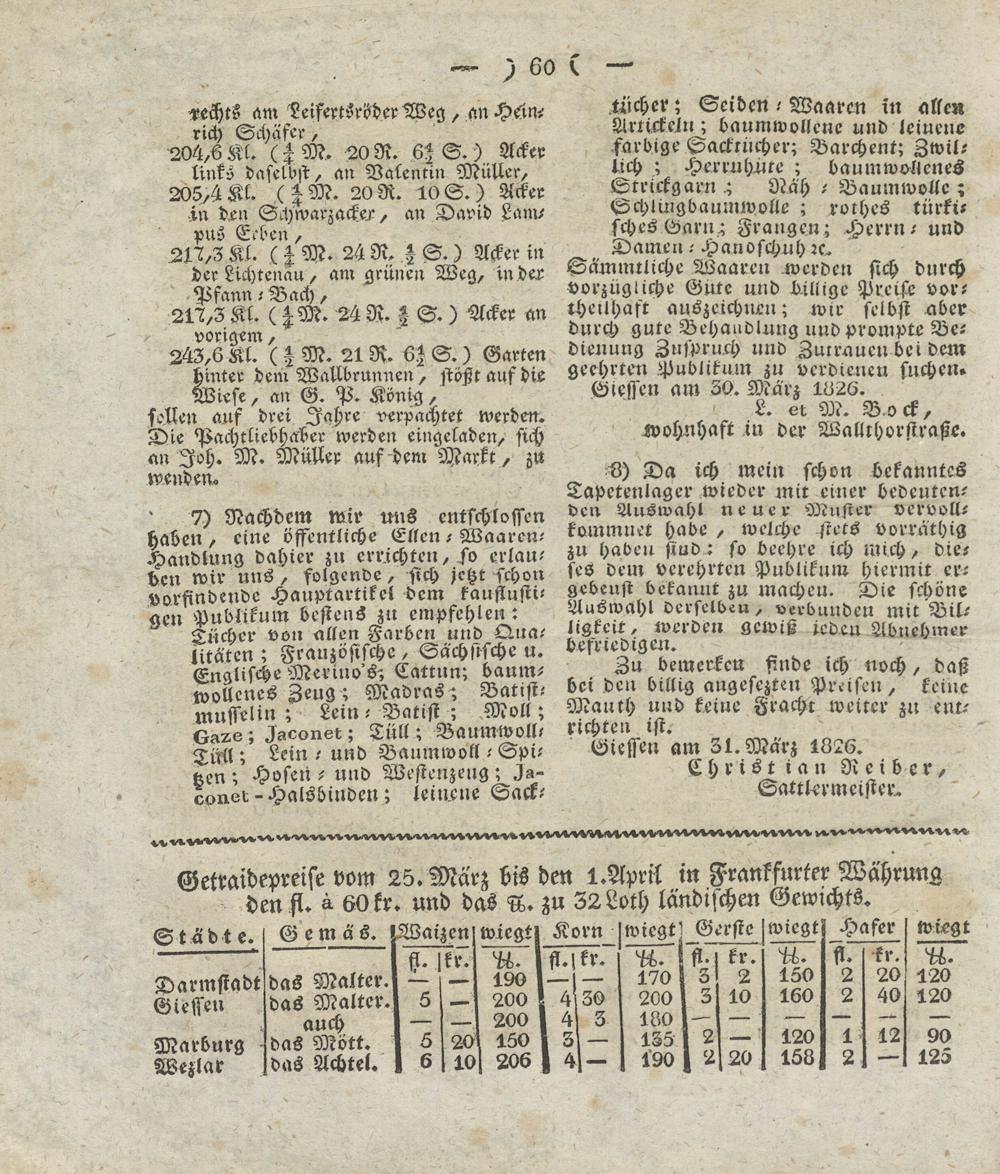 — ) 60 ( —
rechts am Leifertsröder Weg, an Hein⸗
rich Schäfer,
204,6 Kl. (¼ M. 20 R. 6½ S.) Acker
links daselbst, an Valentin Müller,
205,4 Kl. (¼ M. 20 R. 10 S.) Acker
in den Schwarzacker, an David Lam⸗
pus Erben,
217,3 Kl. (¼ M. 24 R. ½ S.) Acker in
der Lichtenau, am grünen Weg, in der
Pfann⸗Bach,
217,3 Kl. (¼ M. 24 R. ½ S.) Acker an
vorigem,
243,6 Kl. (½ M. 21 R. 6½ S.) Garten
hinter dem Wallbrunnen, stößt auf die
Wiese, an G. P. König,
sollen auf drei Jahre verpachtet werden.
Die Pachtliebhaber werden eingeladen, sich
an Joh. M. Müller auf dem Markt, zu
wenden.
7) Nachdem wir uns entschlossen
haben, eine öffentliche Ellen⸗Waaren⸗
Handlung dahier zu errichten, so erlau⸗
ben wir uns, folgende, sich jetzt schon
vorfindende Hauptartikel dem kauflusti⸗
gen Publikum bestens zu empfehlen:
Tücher von allen Farben und Qua⸗
litäten; Französische, Sächsische u.
Englische Merino's; Cattun; baum⸗
wollenes Zeug; Madras; Batist⸗
musselin; Lein⸗Batist; Moll;
Gaze; Jaconet; Tüll; Baumwoll⸗
Tüll; Lein⸗ und Baumwoll⸗Spi⸗
tzen; Hosen⸗ und Westenzeug; Ja-
conet-Halsbinden; leinene Sack⸗
tücher; Seiden⸗Waaren in allen
Artickeln; baumwollene und leinene
farbige Sacktücher; Barchent; Zwil⸗
lich; Herrnhüte; baumwollenes
Strickgarn; Näh⸗Baumwolle;
Schlingbaumwolle; rothes türki⸗
sches Garn; Frangen; Herrn⸗ und
Damen⸗Handschuh ꝛc.
Sämmtliche Waaren werden sich durch
vorzügliche Güte und billige Preise vor⸗
theilhaft auszeichnen; wir selbst aber
durch gute Behandlung und prompte Be⸗
dienung Zuspruch und Zutrauen bei dem
geehrten Publikum zu verdienen suchen.
Giessen am 30. März 1826.
L. et M. Bock,
wohnhaft in der Wallthorstraße.
8) Da ich mein schon bekanntes
Tapetenlager wieder mit einer bedeuten⸗
den Auswahl neuer Muster vervoll⸗
kommnet habe, welche stets vorräthig
zu haben sind: so beehre ich mich, die⸗
ses dem verehrten Publikum hiermit er⸗
gebenst bekannt zu machen. Die schöne
Auswahl derselben, verbunden mit Bil⸗
ligkeit, werden gewiß jeden Abnehmer
befriedigen.
Zu bemerken finde ich noch, daß
bei den billig angesezten Preisen, keine
Mauth und keine Fracht weiter zu ent⸗
richten ist.
Giessen am 31. März 1826.
Christian Reiber,
Sattlermeister.
Getraidepreise vom 25. März bis den 1. April in Frankfurter Währung
den fl. à 60 kr. und das ℔. zu 32 Loth ländischen Gewichts.
Städte. Gemäs. Waizen wiegt Korn wiegt Gerste wiegt Hafer wiegt
fl. kr. ℔. fl. kr. ℔. fl. kr. ℔. fl. kr. ℔.
Darmstadt das Malter. — — 190 — — 170 3 2 150 2 20 120
Giessen das Malter. 5 — 200 4 30 200 3 10 160 2 40 120
auch — — 200 4 3 180 — — — — — —
Marburg das Mött. 5 20 150 3 — 135 2 — 120 1 12 90
Wezlar das Achtel. 6 10 206 4 — 190 2 20 158 2 — 125